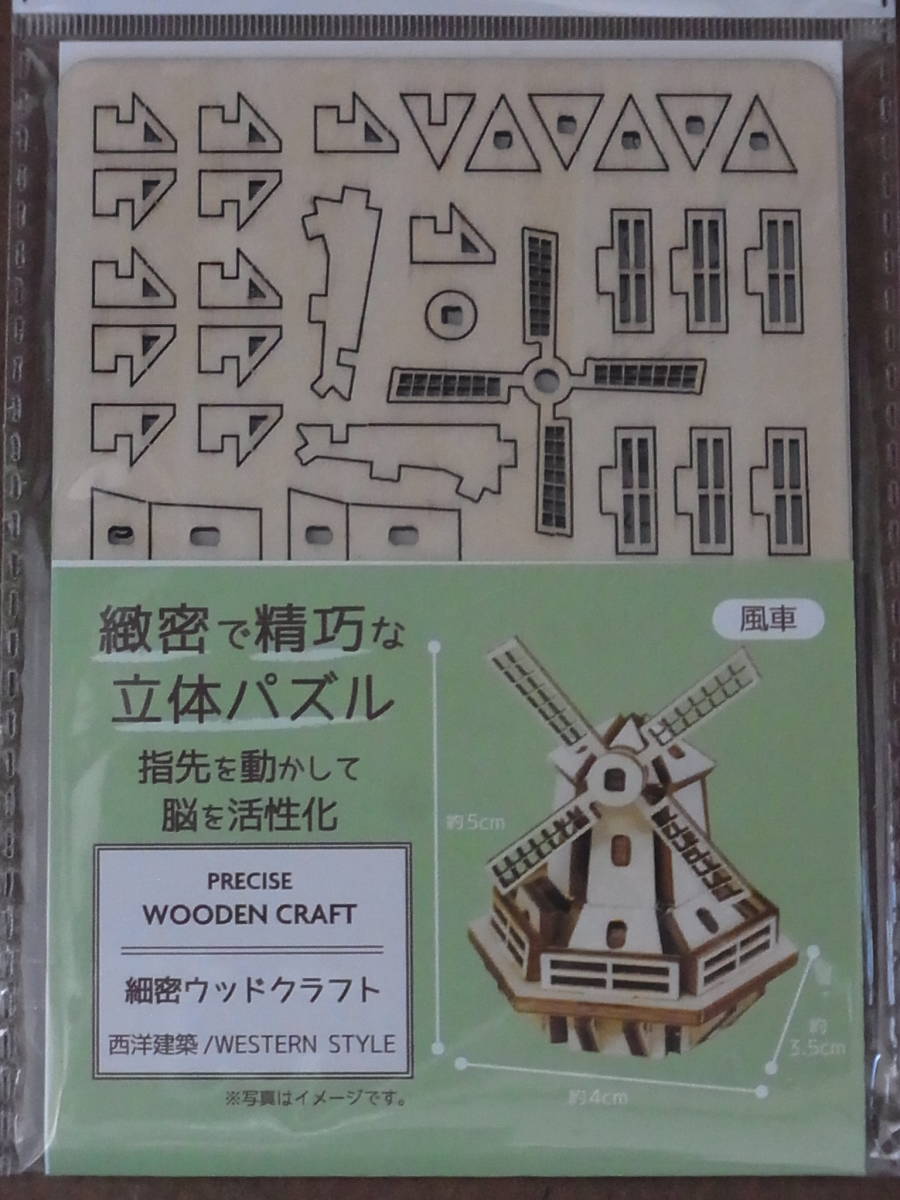 緻密で精巧な
立体パズル
指先を動かして
脳を活性化
PRECISE
WOODEN CRAFT
細密ウッドクラフト
西洋建築/WESTERN STYLE
※写真はイメージです。
風車
約5cm
約4cm
約
3.5cm